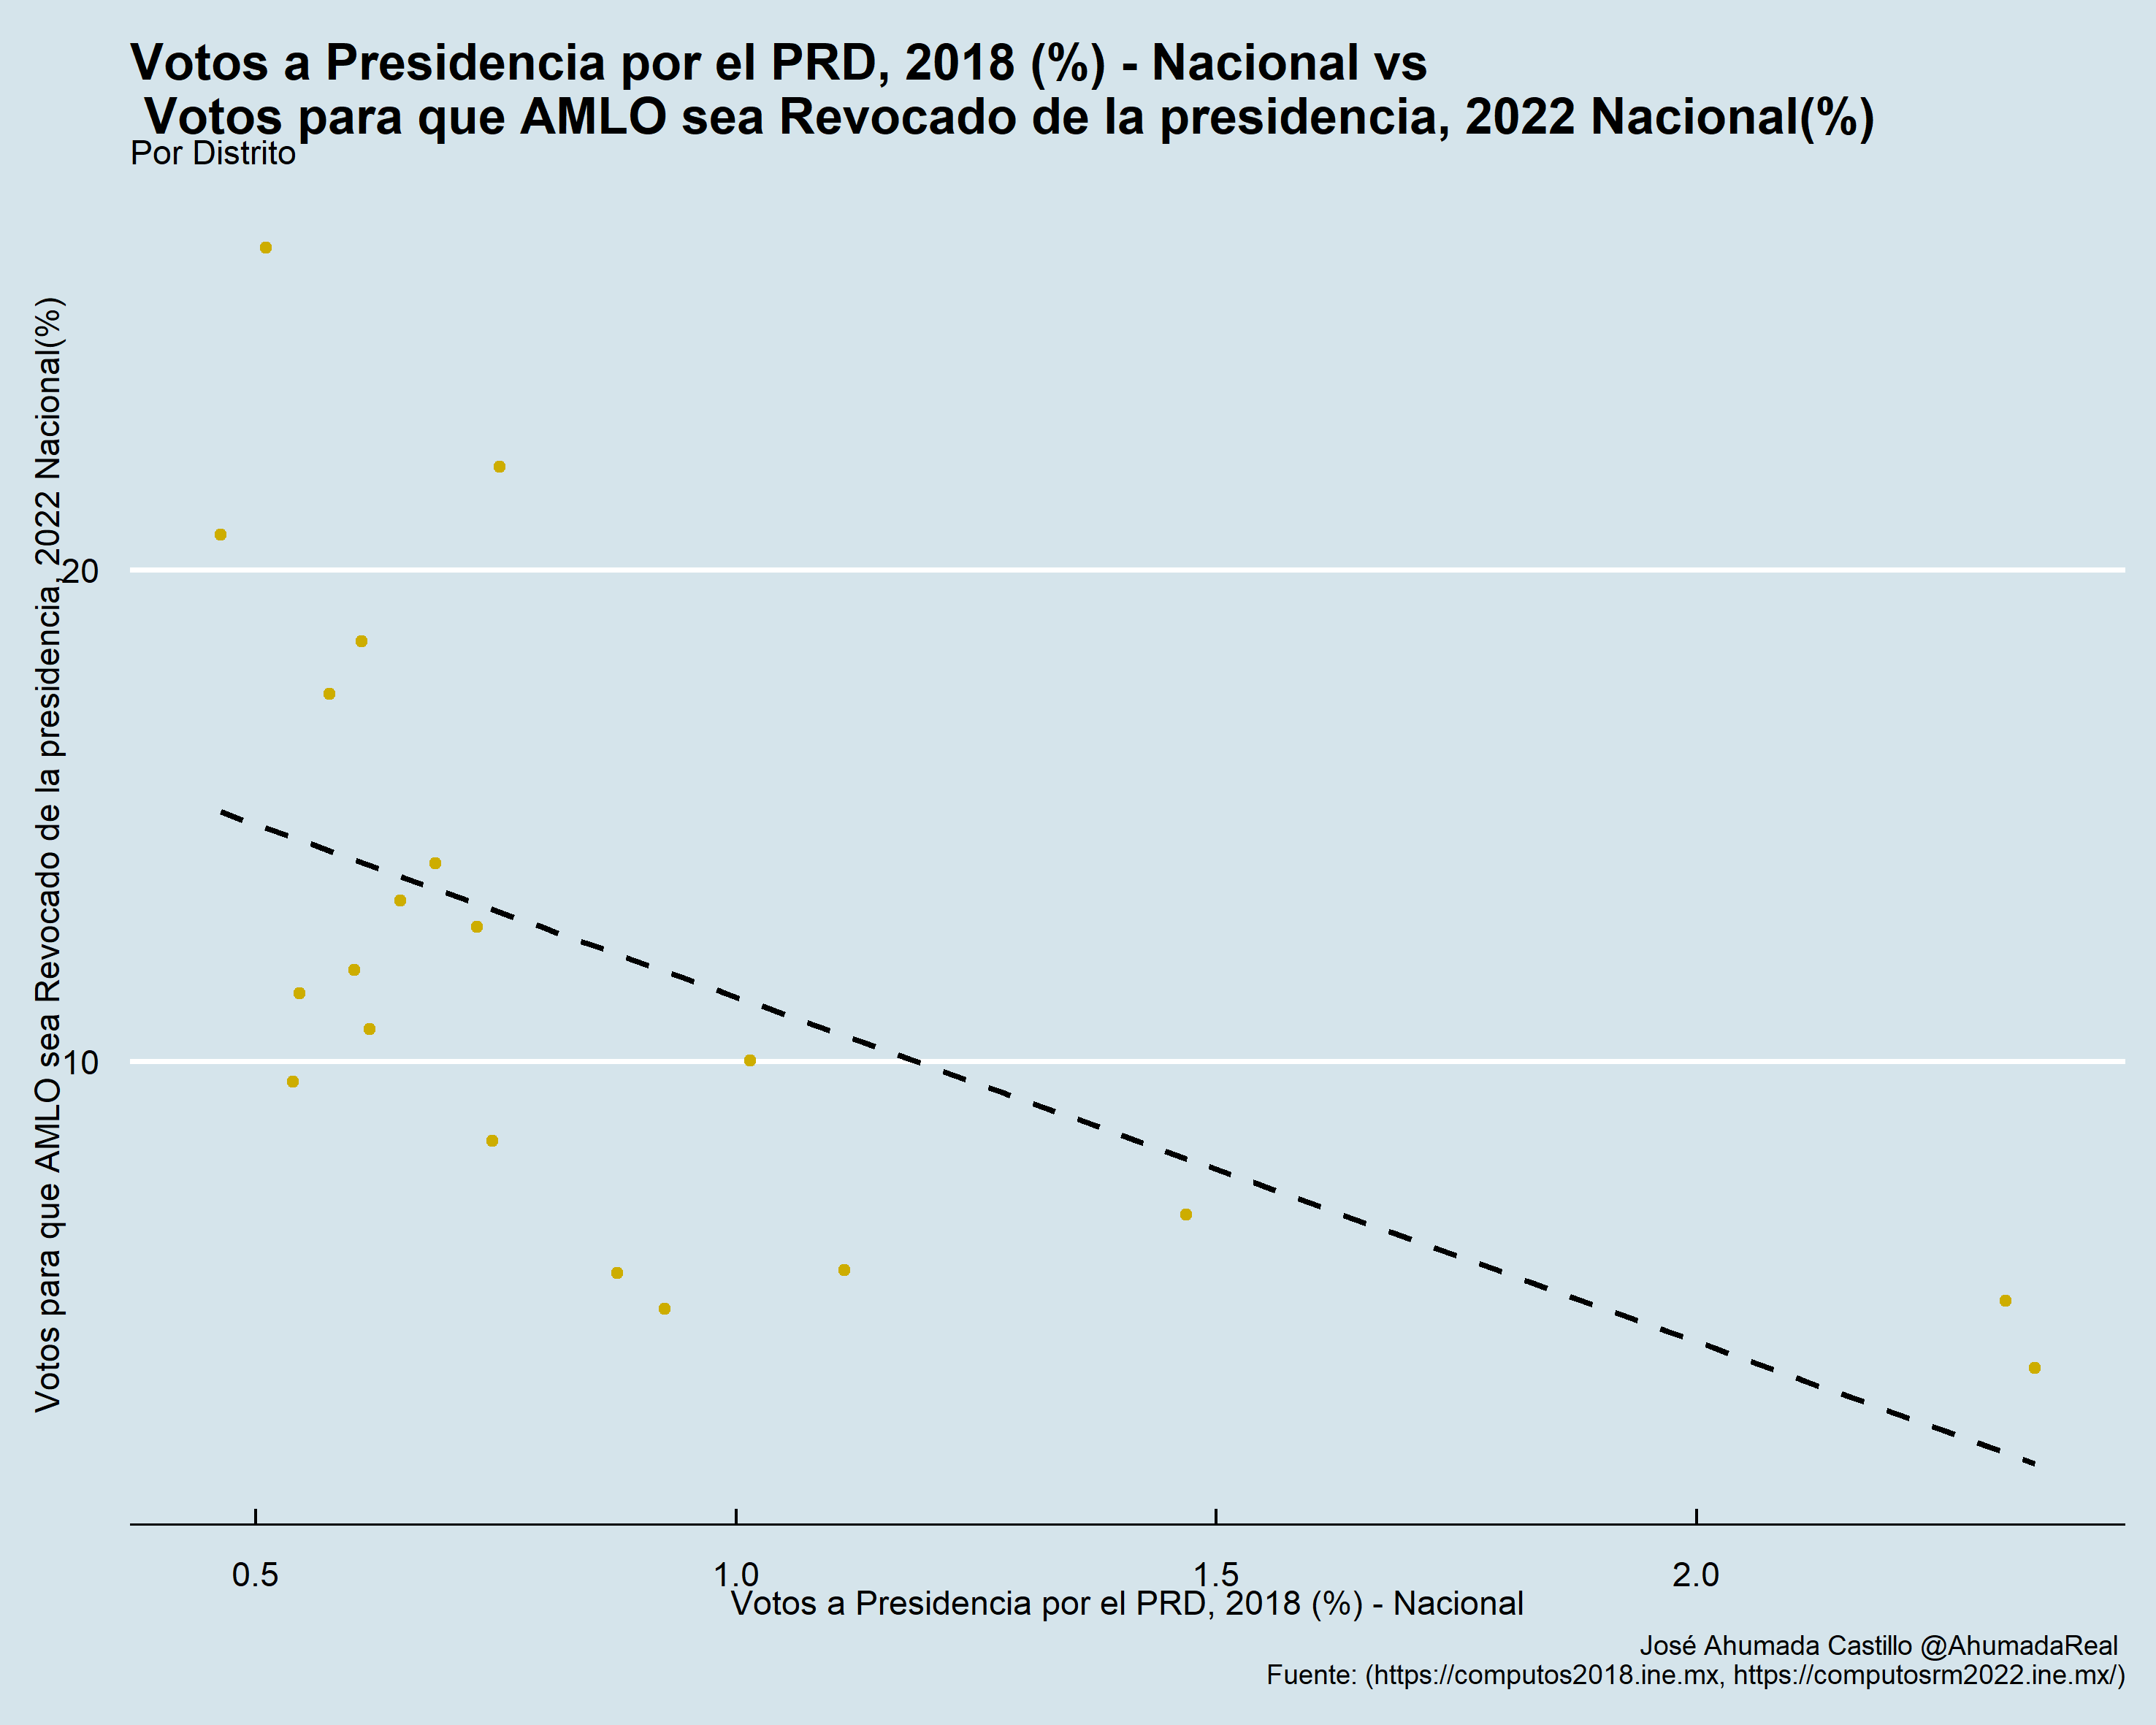 Votos a Presidencia por el PRD, 2018 (%) - Nacional vs
Votos para que AMLO sea Revocado de la presidencia, 2022 Nacional(%)
Por Distrito
Votos para que AMLO sea Revocado de la presidencia, 2022 Nacional(%)
20
10
0.5 1.0 1.5 2.0
Votos a Presidencia por el PRD, 2018 (%) - Nacional
José Ahumada Castillo @AhumadaReal
Fuente: (https://computos2018.ine.mx, https://computosrm2022.ine.mx/)